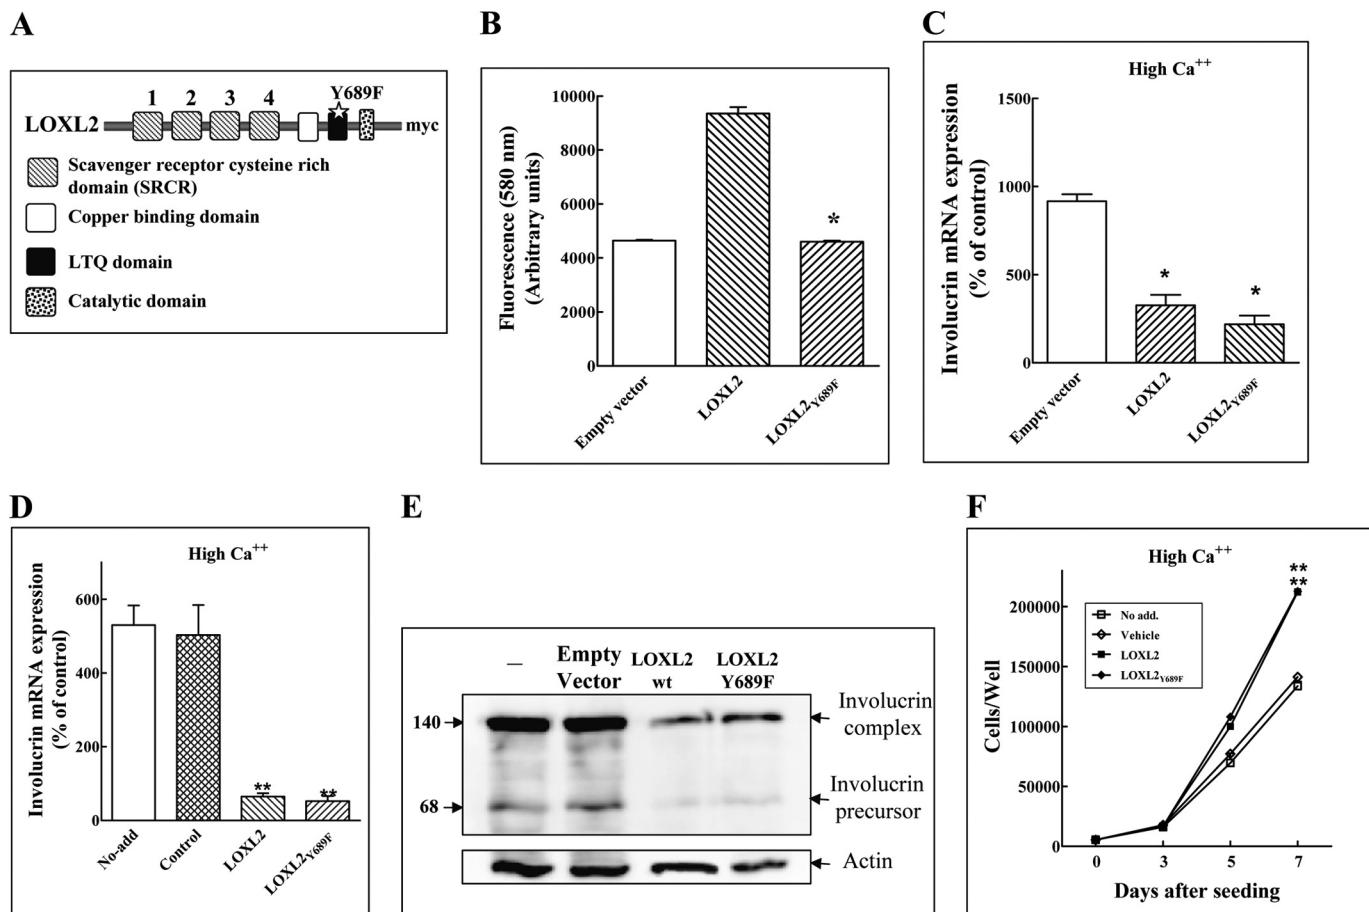 A
1 2 3 4 Y689F
LOXL2 myc
Scavenger receptor cysteine rich
domain (SRCR)
Copper binding domain
LTQ domain
Catalytic domain
B
Fluorescence (580 nm)
(Arbitrary units)
10000
8000
6000
4000
2000
0
*
Empty vector
LOXL2
LOXL2Y689F
C
High Ca++
Involucrin mRNA expression
(% of control)
1500
1000
500
0
*
*
Empty vector
LOXL2
LOXL2Y689F
D
High Ca++
Involucrin mRNA expression
(% of control)
600
400
200
0
**
**
No-add
Control
LOXL2
LOXL2Y689F
E
— Empty Vector LOXL2 wt LOXL2 Y689F
140
68
Involucrin
complex
Involucrin
precursor
Actin
F
High Ca++
**
**
No add.
Vehicle
LOXL2
LOXL2Y689F
Cells/Well
200000
150000
100000
50000
0
0 3 5 7
Days after seeding